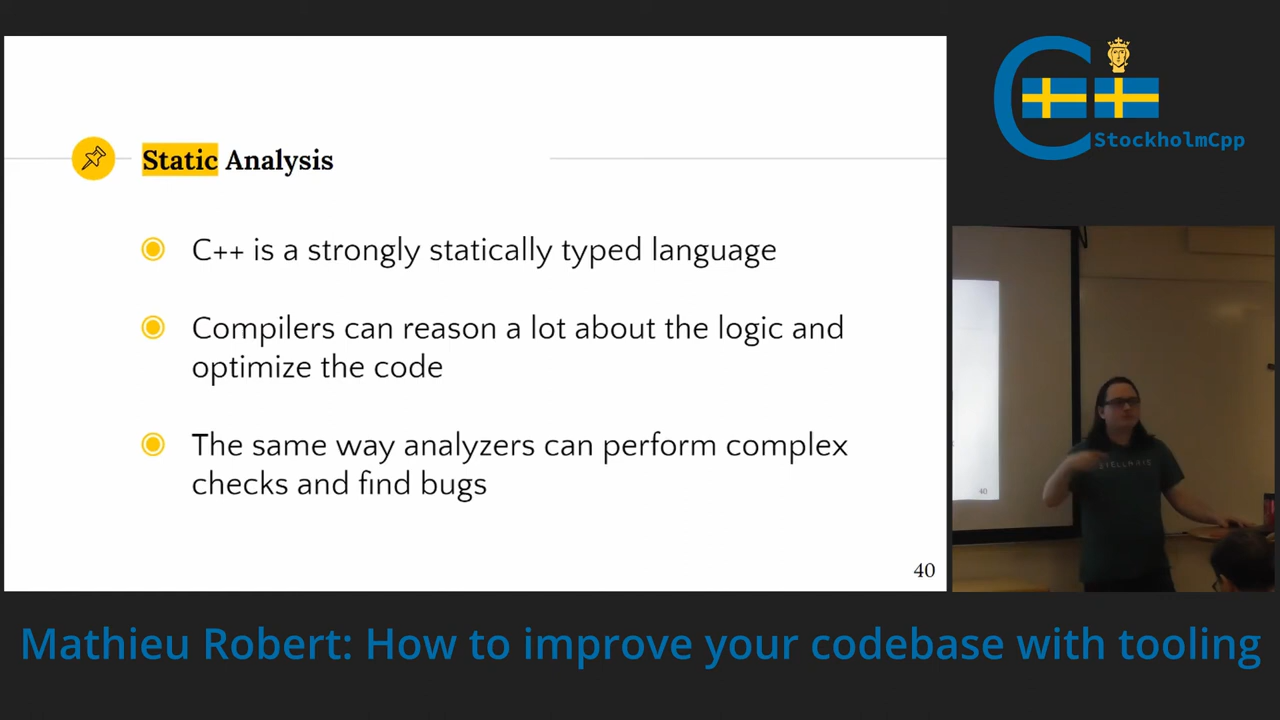 Static Analysis
C++ is a strongly statically typed language
Compilers can reason a lot about the logic and
optimize the code
The same way analyzers can perform complex
checks and find bugs
40
StockholmCpp
STELLARIS
40
Mathieu Robert: How to improve your codebase with tooling